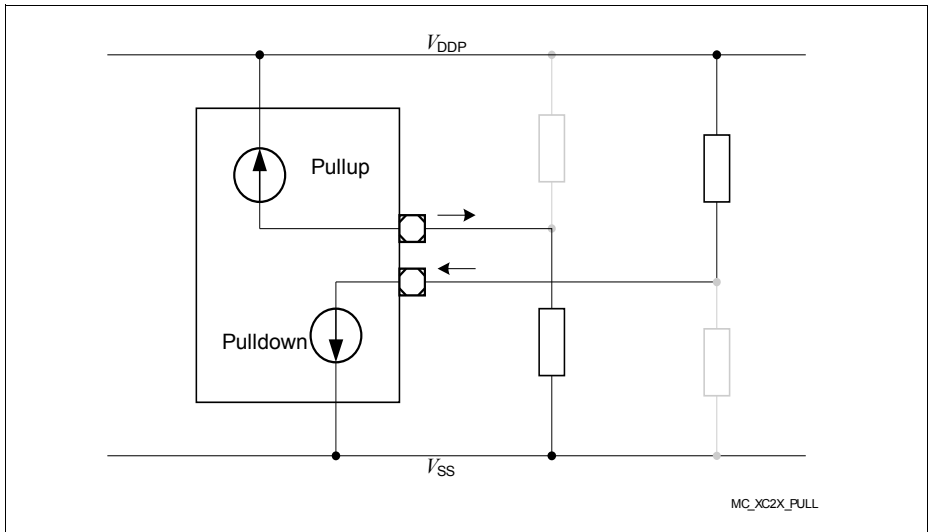 VDDP
Pullup
Pulldown
VSS
MC_XC2X_PULL